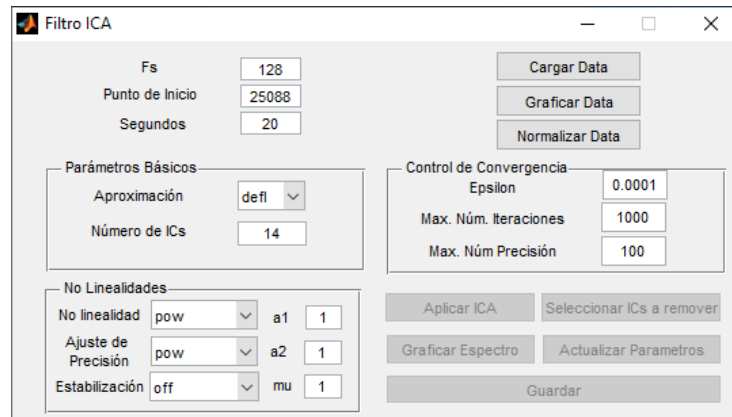 Filtro ICA
Fs 128
Punto de Inicio 25088
Segundos 20
Cargar Data
Graficar Data
Normalizar Data
Parámetros Básicos
Aproximación defl
Número de ICs 14
Control de Convergencia
Epsilon 0.0001
Max. Núm. Iteraciones 1000
Max. Núm Precisión 100
No Linealidades
No linealidad pow a1 1
Ajuste de
Precisión pow a2 1
Estabilización off mu 1
Aplicar ICA
Seleccionar ICs a remover
Graficar Espectro
Actualizar Parametros
Guardar